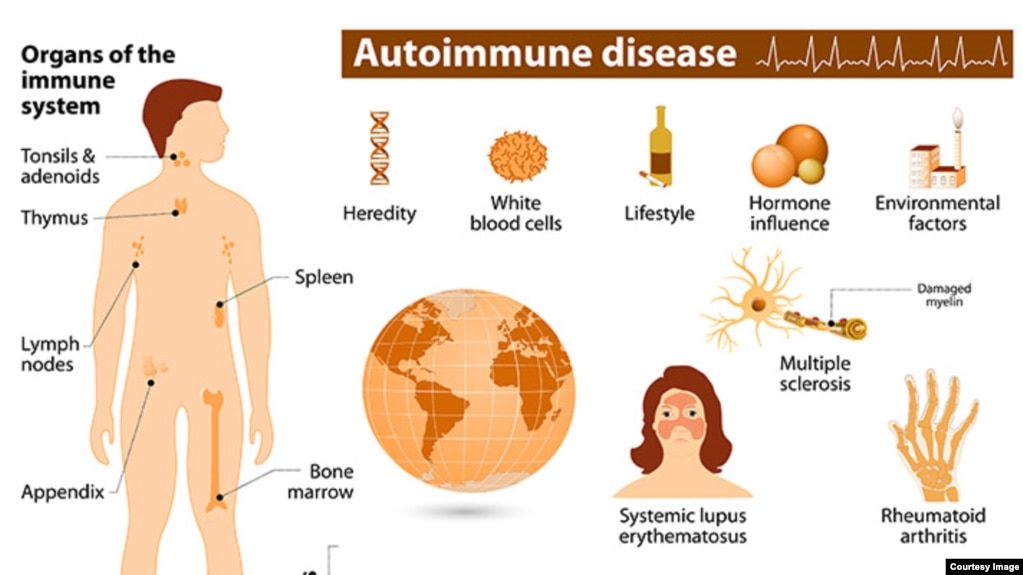 Organs of the
immune
system
Autoimmune disease
Tonsils &
adenoids
Thymus
Lymph
nodes
Appendix
Spleen
Bone
marrow
Heredity
White
blood cells
Lifestyle
Hormone
influence
Environmental
factors
Damaged
myelin
Multiple
sclerosis
Systemic lupus
erythematosus
Rheumatoid
arthritis
Courtesy Image